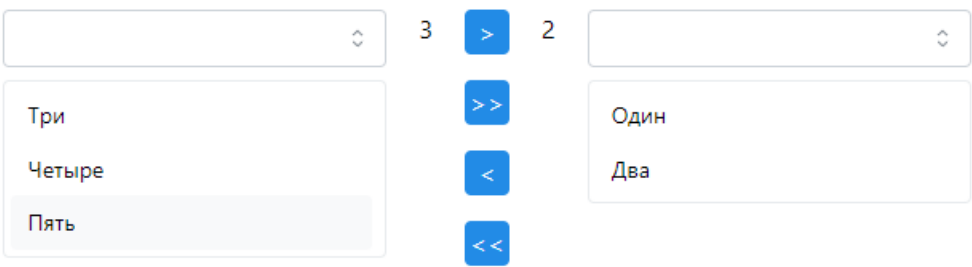 3 > 2
>>
<
<<
Три
Четыре
Пять
Один
Два